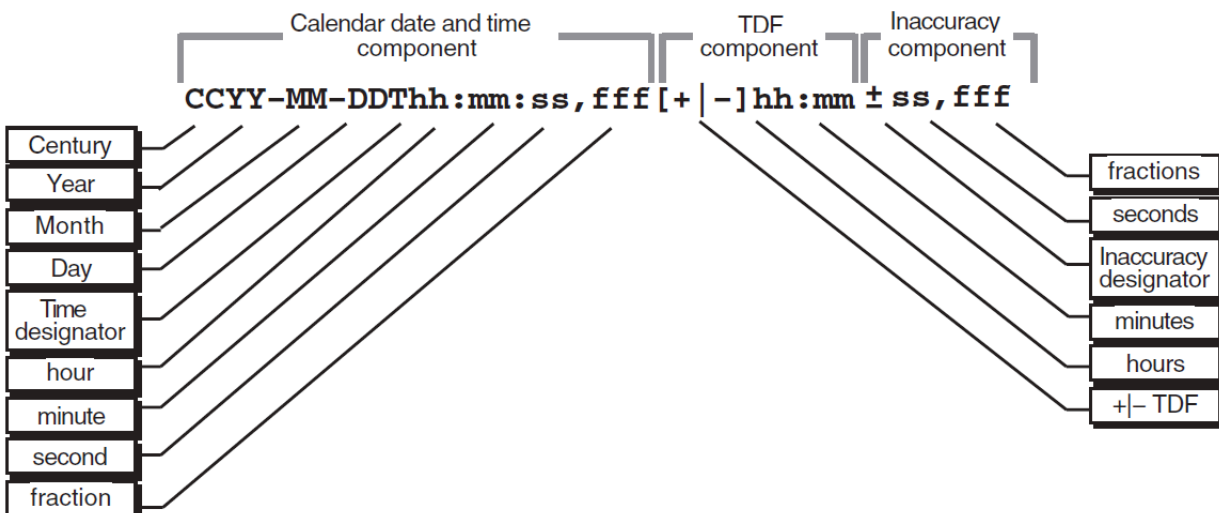 Calendar date and time
component
TDF
component
Inaccuracy
component
CCYY-MM-DDThh:mm:ss,fff[+|-]hh:mm ± ss,fff
Century
Year
Month
Day
Time
designator
hour
minute
second
fraction
fractions
seconds
Inaccuracy
designator
minutes
hours
+|− TDF